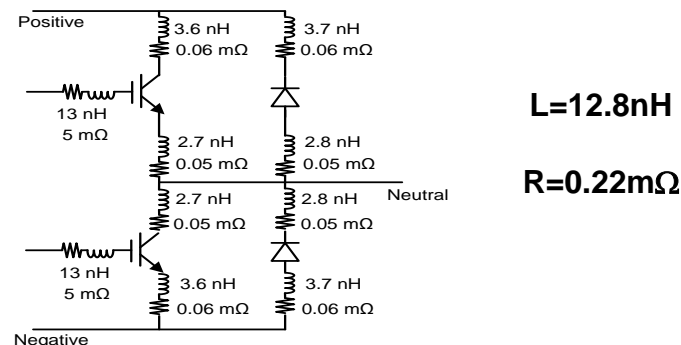 Positive
3.6 nH
0.06 mΩ
3.7 nH
0.06 mΩ
13 nH
5 mΩ
2.7 nH
0.05 mΩ
2.8 nH
0.05 mΩ
Neutral
2.7 nH
0.05 mΩ
2.8 nH
0.05 mΩ
13 nH
5 mΩ
3.6 nH
0.06 mΩ
3.7 nH
0.06 mΩ
Negative
L=12.8nH
R=0.22mΩ